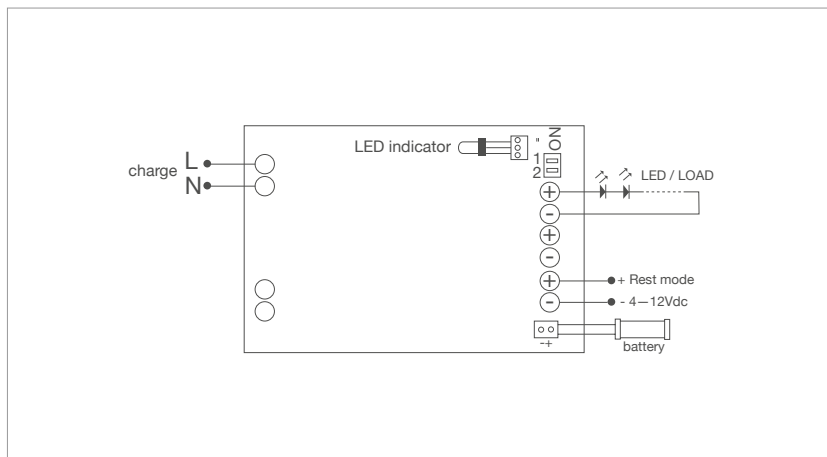 ON
LED indicator
"
1
2
L
charge
N
LED / LOAD
+
-
+
-
+
+ Rest mode
-
- 4—12Vdc
-+
battery